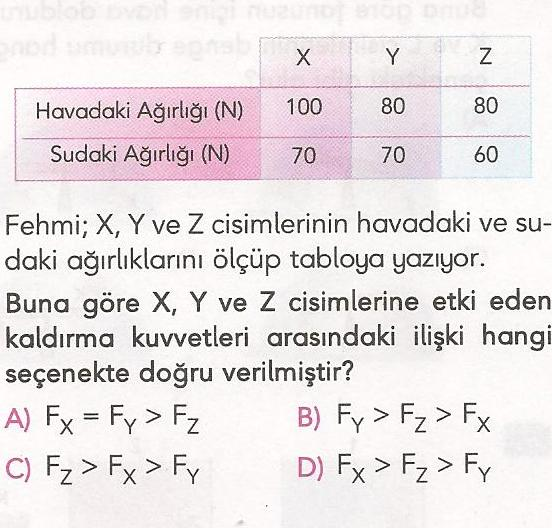 X Y Z
Havadaki Ağırlığı (N) 100 80 80
Sudaki Ağırlığı (N) 70 70 60
Fehmi; X, Y ve Z cisimlerinin havadaki ve su-
daki ağırlıklarını ölçüp tabloya yazıyor.
Buna göre X, Y ve Z cisimlerine etki eden
kaldırma kuvvetleri arasındaki ilişki hangi
seçenekte doğru verilmiştir?
A) F_X = F_Y > F_Z B) F_Y > F_Z > F_X
C) F_Z > F_X > F_Y D) F_X > F_Z > F_Y